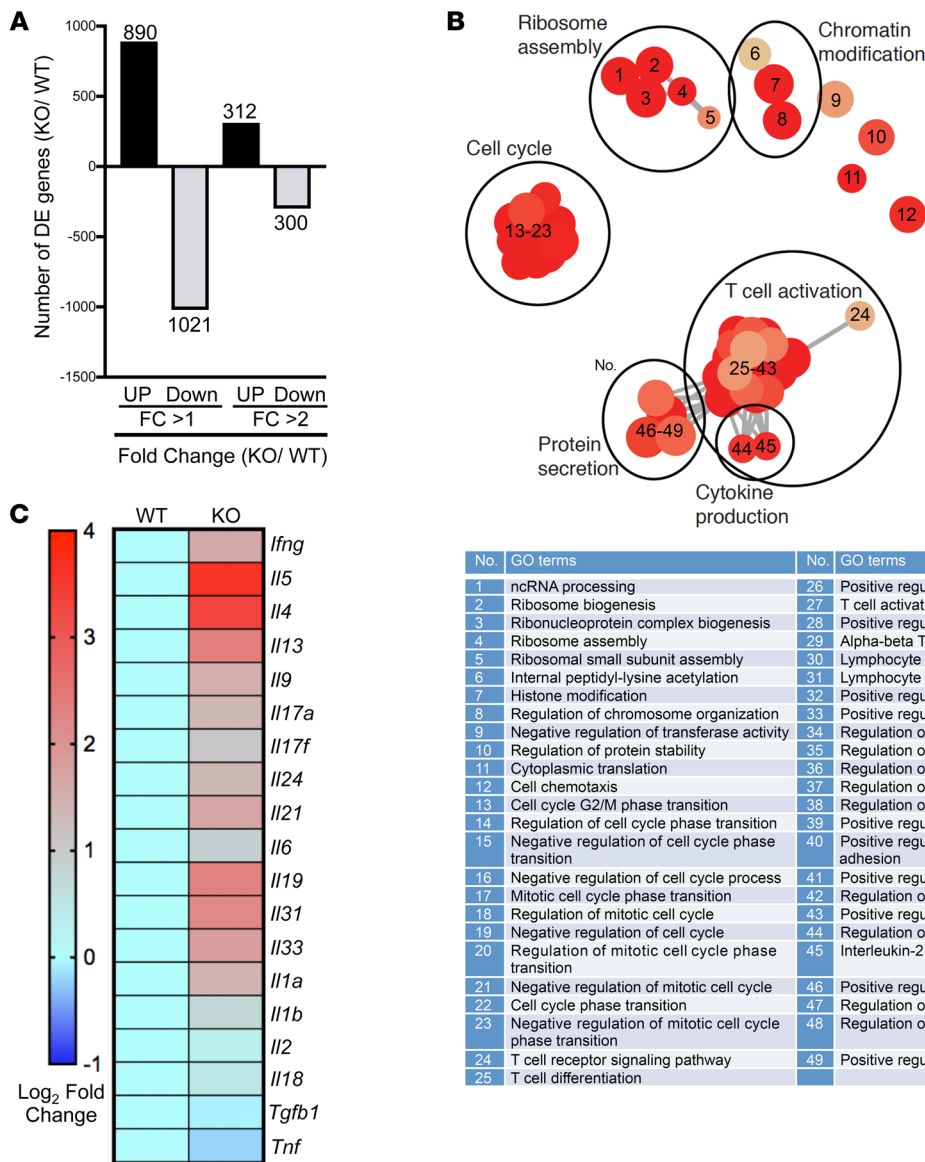 A
1000
890
500
312
0
-500
300
-1000
1021
-1500
Number of DE genes (KO/ WT)
UP Down UP Down
FC >1 FC >2
Fold Change (KO/ WT)
B
Ribosome
assembly
Chromatin
modification
1
2
3
4
5
6
7
8
9
10
11
12
Cell cycle
13-23
T cell activation
24
25-43
No.
46-49
44
45
Protein
secretion
Cytokine
production
C
WT KO
4
3
2
1
0
-1
Log2 Fold
Change
Ifng
Il5
Il4
Il13
Il9
Il17a
Il17f
Il24
Il21
Il6
Il19
Il31
Il33
Il1a
Il1b
Il2
Il18
Tgfb1
Tnf
No. GO terms
1 ncRNA processing
2 Ribosome biogenesis
3 Ribonucleoprotein complex biogenesis
4 Ribosome assembly
5 Ribosomal small subunit assembly
6 Internal peptidyl-lysine acetylation
7 Histone modification
8 Regulation of chromosome organization
9 Negative regulation of transferase activity
10 Regulation of protein stability
11 Cytoplasmic translation
12 Cell chemotaxis
13 Cell cycle G2/M phase transition
14 Regulation of cell cycle phase transition
15 Negative regulation of cell cycle phase
transition
16 Negative regulation of cell cycle process
17 Mitotic cell cycle phase transition
18 Regulation of mitotic cell cycle
19 Negative regulation of cell cycle
20 Regulation of mitotic cell cycle phase
transition
21 Negative regulation of mitotic cell cycle
22 Cell cycle phase transition
23 Negative regulation of mitotic cell cycle
phase transition
24 T cell receptor signaling pathway
25 T cell differentiation
No. GO terms
26 Positive regu
27 T cell activat
28 Positive regu
29 Alpha-beta T
30 Lymphocyte
31 Lymphocyte
32 Positive regu
33 Positive regu
34 Regulation o
35 Regulation o
36 Regulation o
37 Regulation o
38 Regulation o
39 Positive regu
40 Positive regu
adhesion
41 Positive regu
42 Regulation o
43 Positive regu
44 Regulation o
45 Interleukin-2
46 Positive regu
47 Regulation o
48 Regulation o
49 Positive regu